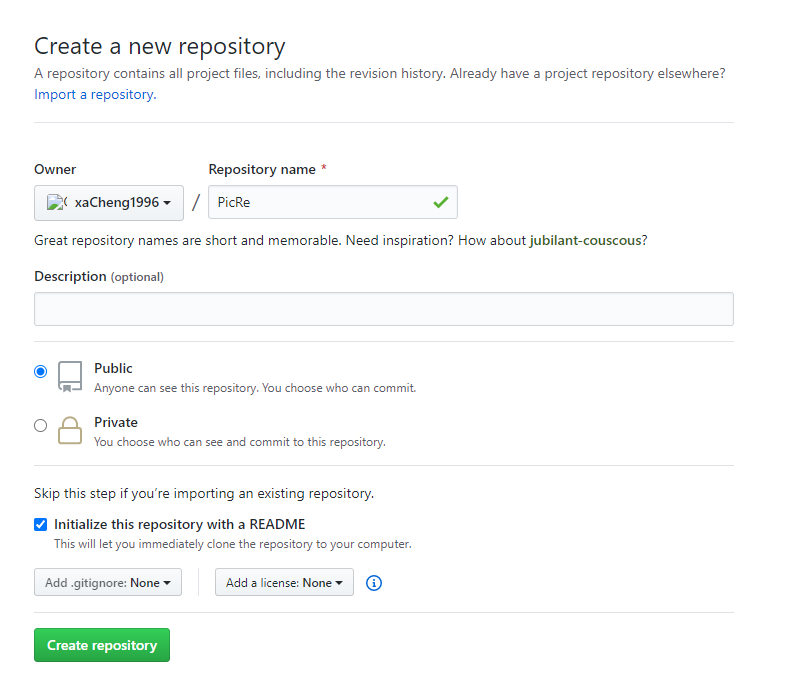 Create a new repository
A repository contains all project files, including the revision history. Already have a project repository elsewhere?
Import a repository.
Owner Repository name *
xaCheng1996 / PicRe
Great repository names are short and memorable. Need inspiration? How about jubilant-couscous?
Description (optional)
Public
Anyone can see this repository. You choose who can commit.
Private
You choose who can see and commit to this repository.
Skip this step if you’re importing an existing repository.
Initialize this repository with a README
This will let you immediately clone the repository to your computer.
Add .gitignore: None Add a license: None
Create repository